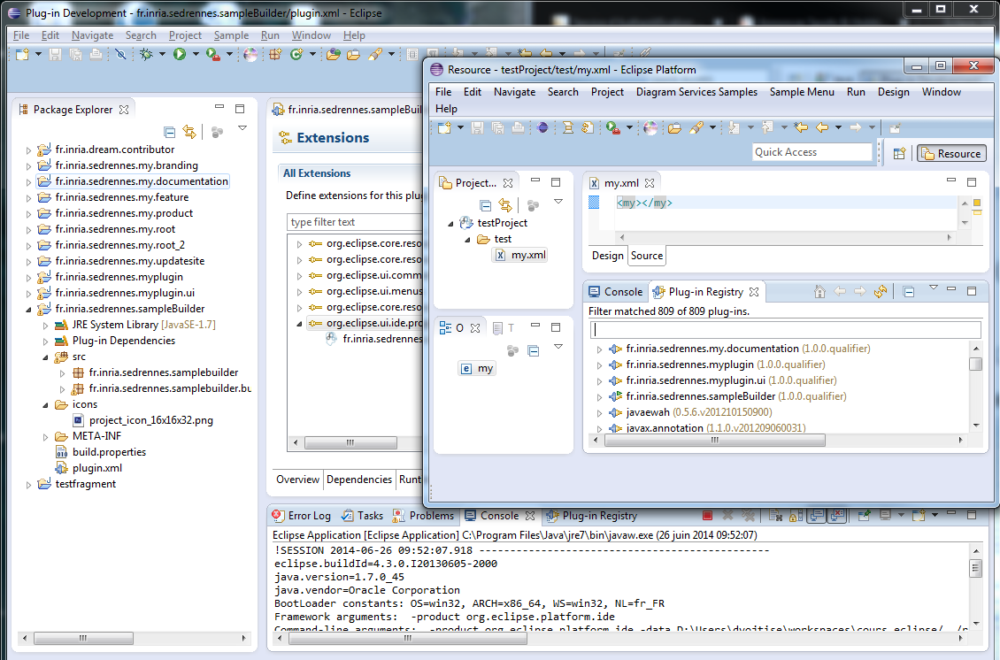 Plug-in Development - fr.inria.sedrennes.sampleBuilder/plugin.xml - Eclipse
File Edit Navigate Search Project Sample Run Window Help
Package Explorer
fr.inria.dream.contributor
fr.inria.sedrennes.my.branding
fr.inria.sedrennes.my.documentation
fr.inria.sedrennes.my.feature
fr.inria.sedrennes.my.product
fr.inria.sedrennes.my.root
fr.inria.sedrennes.my.root_2
fr.inria.sedrennes.my.updatesite
fr.inria.sedrennes.myplugin
fr.inria.sedrennes.myplugin.ui
fr.inria.sedrennes.sampleBuilder
JRE System Library [JavaSE-1.7]
Plug-in Dependencies
src
fr.inria.sedrennes.samplebuilder
fr.inria.sedrennes.samplebuilder.bu
icons
project_icon_16x16x32.png
META-INF
build.properties
plugin.xml
testfragment
fr.inria.sedrennes.sampleBuil
Extensions
All Extensions
Define extensions for this plu
type filter text
org.eclipse.core.reso
org.eclipse.core.reso
org.eclipse.ui.comm
org.eclipse.ui.menus
org.eclipse.core.reso
org.eclipse.ui.ide.pro
fr.inria.sedrennes
Overview Dependencies Runt
Resource - testProject/test/my.xml - Eclipse Platform
File Edit Navigate Search Project Diagram Services Samples Sample Menu Run Design Window
Help
Quick Access
Resource
Project...
testProject
test
my.xml
O
T
my
my.xml
<my></my>
Design Source
Console Plug-in Registry
Filter matched 809 of 809 plug-ins.
fr.inria.sedrennes.my.documentation (1.0.0.qualifier)
fr.inria.sedrennes.myplugin (1.0.0.qualifier)
fr.inria.sedrennes.myplugin.ui (1.0.0.qualifier)
fr.inria.sedrennes.sampleBuilder (1.0.0.qualifier)
javaewah (0.5.6.v201210150900)
javax.annotation (1.1.0.v201209060031)
Error Log Tasks Problems Console Plug-in Registry
Eclipse Application [Eclipse Application] C:\Program Files\Java\jre7\bin\javaw.exe (26 juin 2014 09:52:07)
!SESSION 2014-06-26 09:52:07.918 -----------------------------------------------
eclipse.buildId=4.3.0.I20130605-2000
java.version=1.7.0_45
java.vendor=Oracle Corporation
BootLoader constants: OS=win32, ARCH=x86_64, WS=win32, NL=fr_FR
Framework arguments:  -product org.eclipse.platform.ide
Command-line arguments:  -product org.eclipse.platform.ide -data D:\Users\dvojtise\workspaces\cours_eclipse/../r